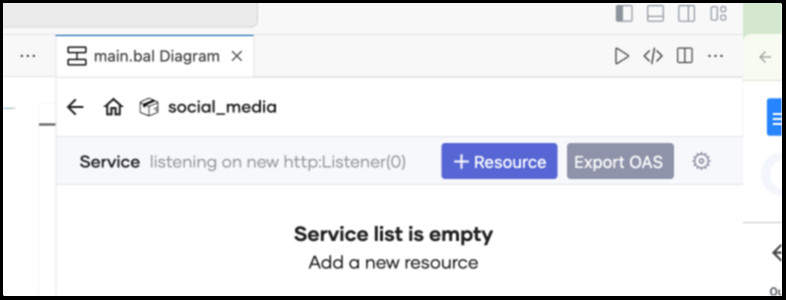 main.bal Diagram
social_media
Service listening on new http:Listener(0) + Resource Export OAS
Service list is empty
Add a new resource